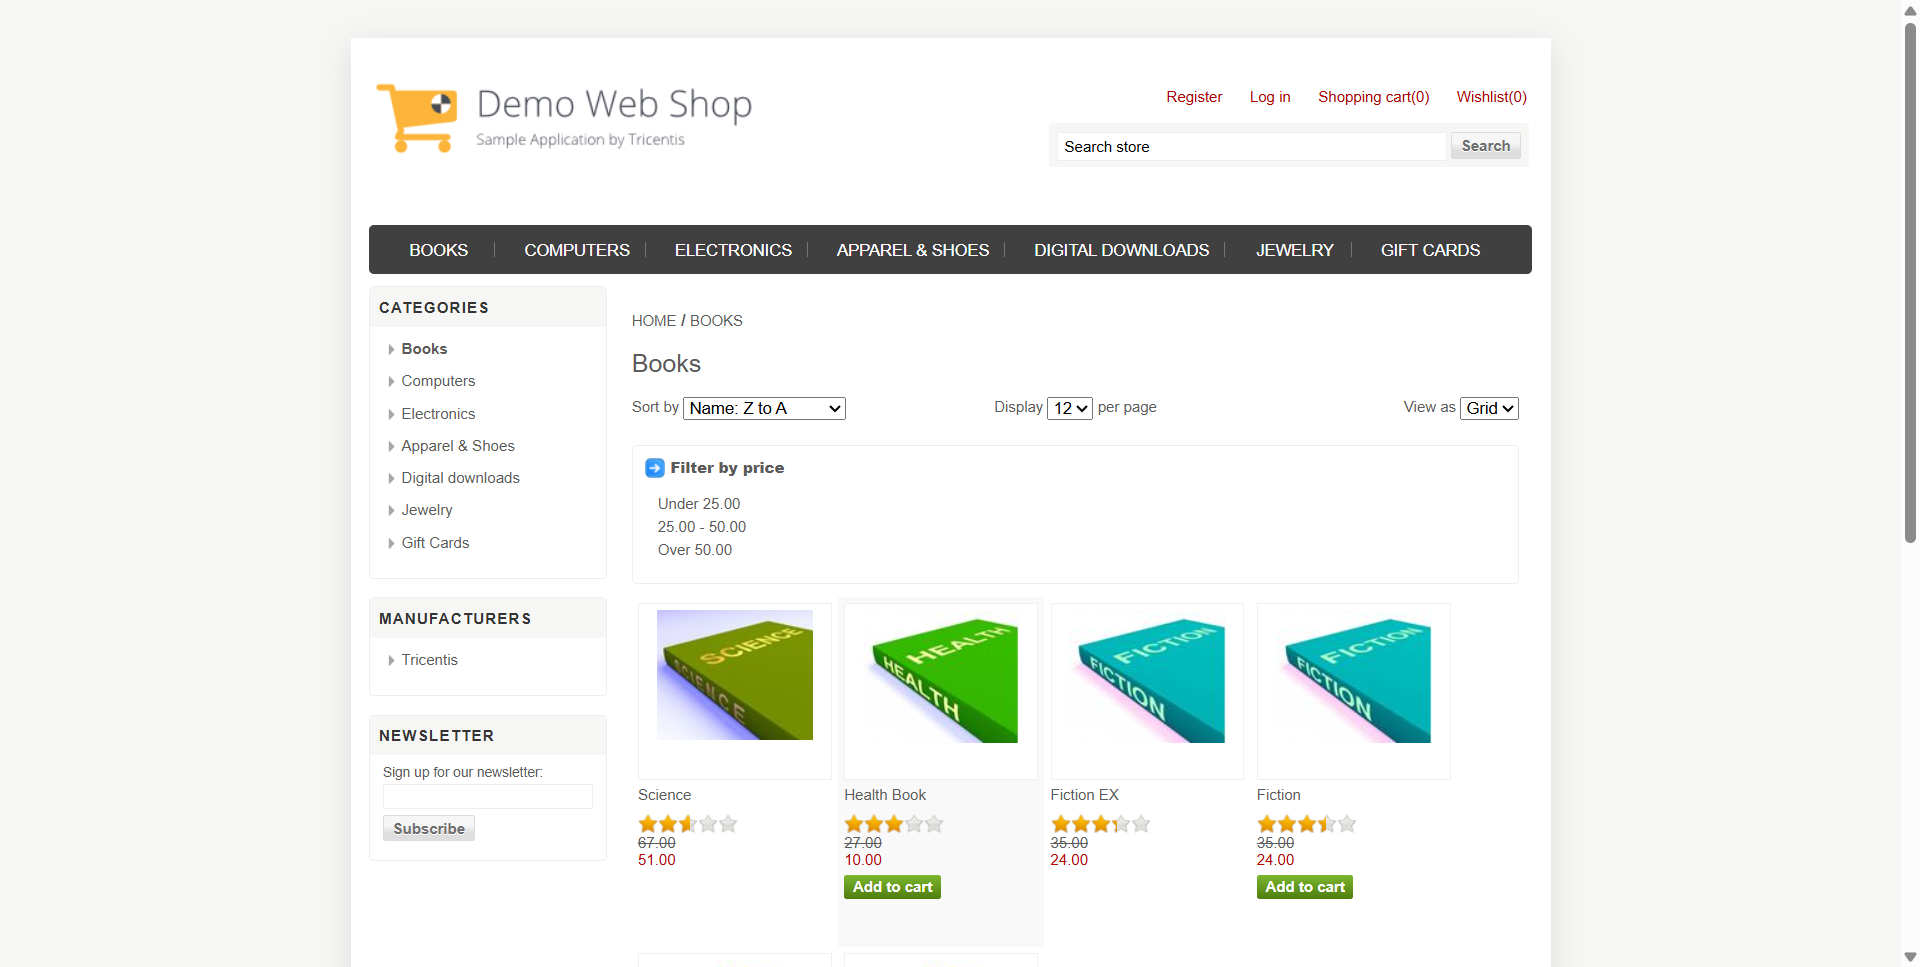 Demo Web Shop
Sample Application by Tricentis
Register Log in Shopping cart(0) Wishlist(0)
Search store Search
BOOKS COMPUTERS ELECTRONICS APPAREL & SHOES DIGITAL DOWNLOADS JEWELRY GIFT CARDS
CATEGORIES
Books
Computers
Electronics
Apparel & Shoes
Digital downloads
Jewelry
Gift Cards
MANUFACTURERS
Tricentis
NEWSLETTER
Sign up for our newsletter:
Subscribe
HOME / BOOKS
Books
Sort by Name: Z to A Display 12 per page View as Grid
Filter by price
Under 25.00
25.00 - 50.00
Over 50.00
SCIENCE
SCIENCE
Science
67.00
51.00
HEALTH
HEALTH
Health Book
27.00
10.00
Add to cart
FICTION
FICTION
Fiction EX
35.00
24.00
FICTION
FICTION
Fiction
35.00
24.00
Add to cart